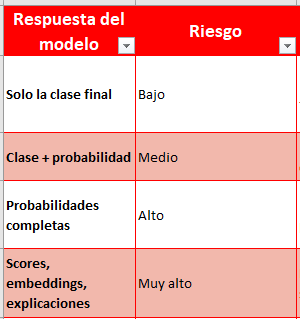 Respuesta del
modelo
Riesgo
Solo la clase final
Bajo
Clase + probabilidad
Medio
Probabilidades
completas
Alto
Scores,
embeddings,
explicaciones
Muy alto